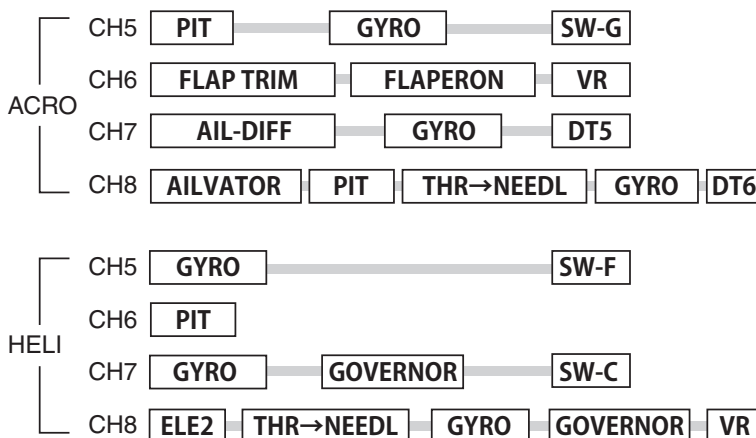 CH5 PIT GYRO SW-G
CH6 FLAP TRIM FLAPERON VR
ACRO
CH7 AIL-DIFF GYRO DT5
CH8 AILVATOR PIT THR→NEEDL GYRO DT6
CH5 GYRO SW-F
CH6 PIT
HELI
CH7 GYRO GOVERNOR SW-C
CH8 ELE2 THR→NEEDL GYRO GOVERNOR VR